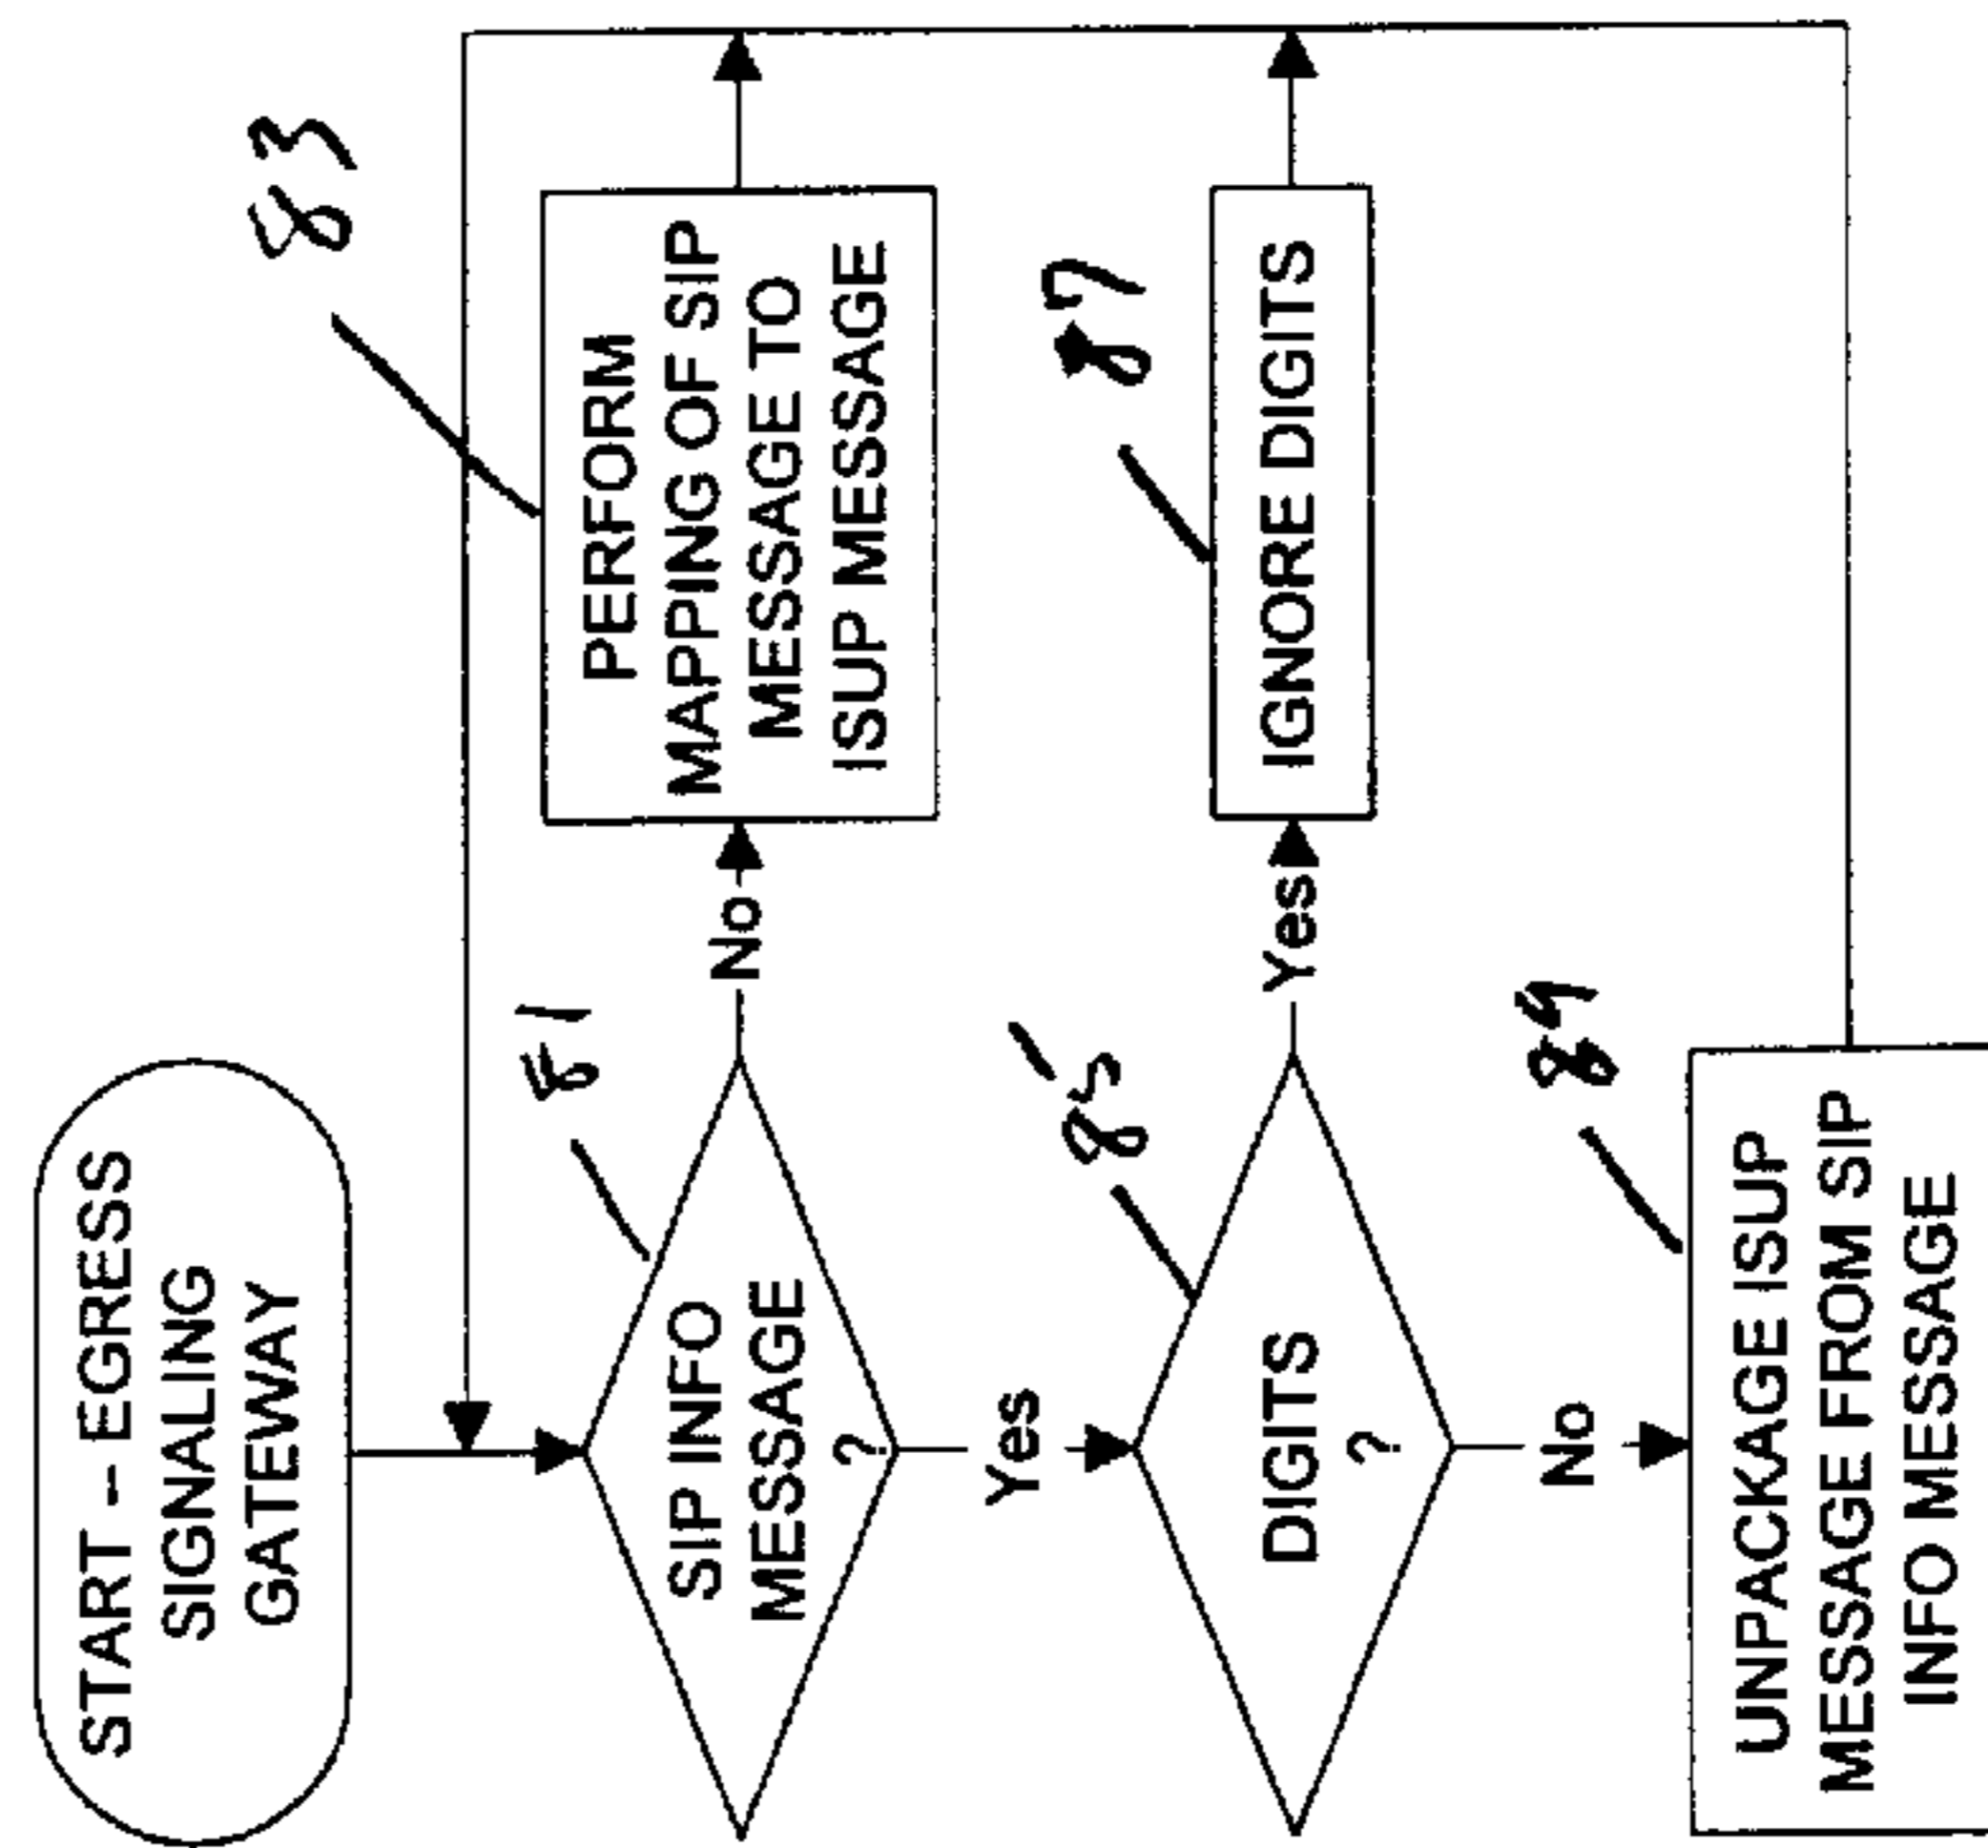 START – EGRESS
SIGNALING
GATEWAY
81
SIP INFO
MESSAGE
?
No
83
PERFORM
MAPPING OF SIP
MESSAGE TO
ISUP MESSAGE
Yes
85
DIGITS
?
Yes
87
IGNORE DIGITS
No
89
UNPACKAGE ISUP
MESSAGE FROM SIP
INFO MESSAGE